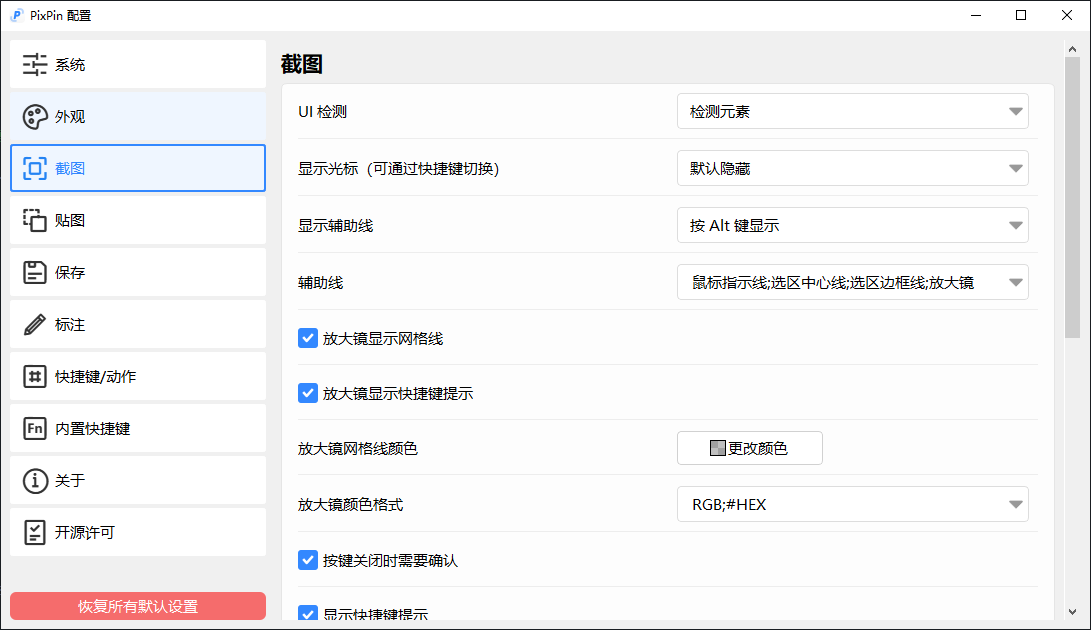 PixPin 配置
系统
外观
截图
贴图
保存
标注
快捷键/动作
内置快捷键
关于
开源许可
恢复所有默认设置
截图
UI 检测
检测元素
显示光标（可通过快捷键切换）
默认隐藏
显示辅助线
按 Alt 键显示
辅助线
鼠标指示线;选区中心线;选区边框线;放大镜
放大镜显示网格线
放大镜显示快捷键提示
放大镜网格线颜色
更改颜色
放大镜颜色格式
RGB;#HEX
按键关闭时需要确认
显示快捷键提示